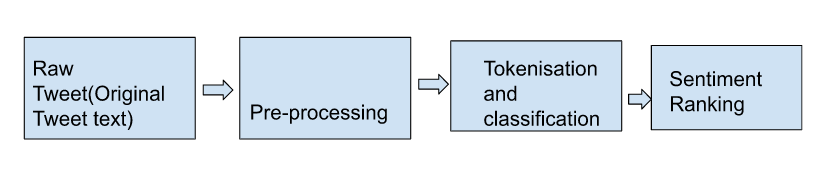 Raw
Tweet(Original
Tweet text)
Pre-processing
Tokenisation
and
classification
Sentiment
Ranking